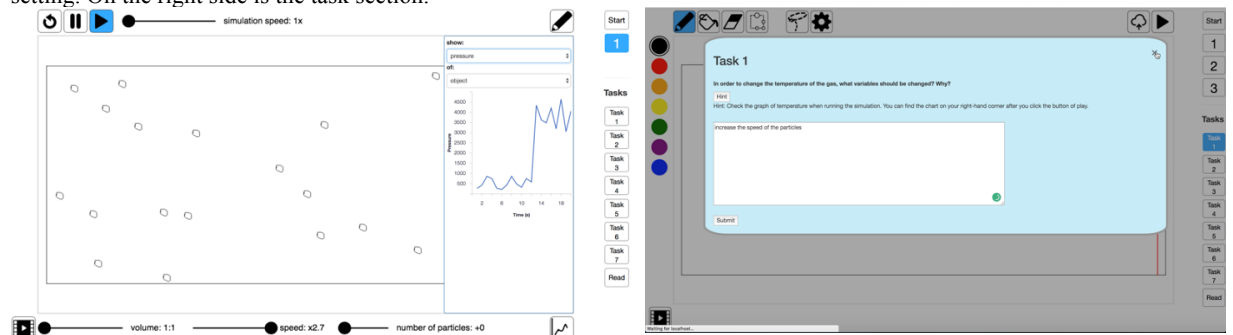 setting. On the right side is the task section.
simulation speed: 1x
show:
pressure
of:
object
4500
4000
3500
3000
2500
2000
1500
1000
500
Pressure
2 6 10 14 18
Time (s)
volume: 1:1
speed: x2.7
number of particles: +0
Start
1
Tasks
Task
1
Task
2
Task
3
Task
4
Task
5
Task
6
Task
7
Read
Task 1
In order to change the temperature of the gas, what variables should be changed? Why?
Hint
Hint: Check the graph of temperature when running the simulation. You can find the chart on your right-hand corner after you click the button of play.
increase the speed of the particles
Submit
Waiting for localhost...
Start
1
2
3
Tasks
Task
1
Task
2
Task
3
Task
4
Task
5
Task
6
Task
7
Read